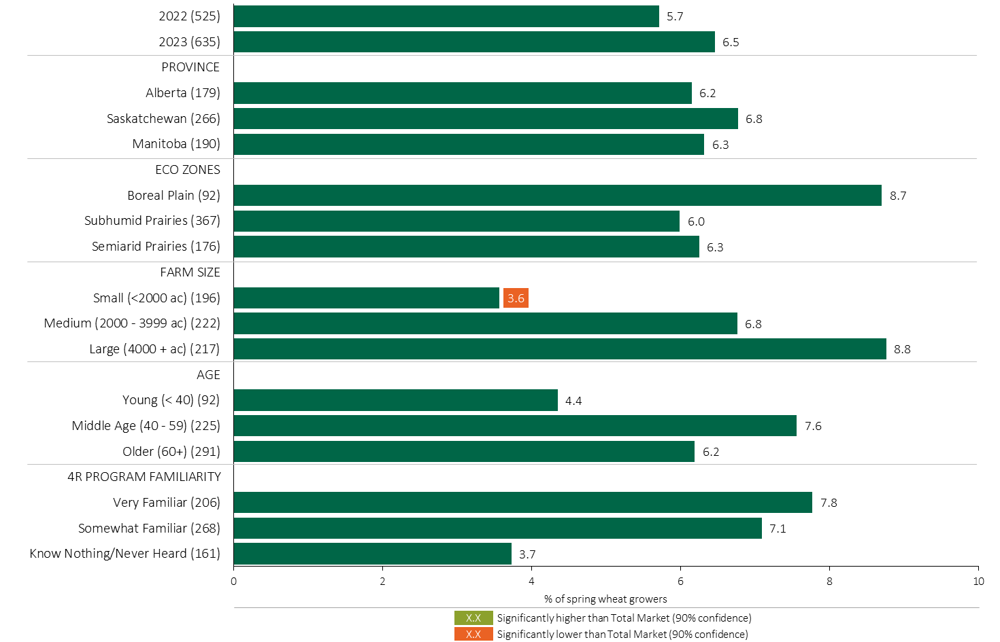 2022 (525) 5.7
2023 (635) 6.5
PROVINCE
Alberta (179) 6.2
Saskatchewan (266) 6.8
Manitoba (190) 6.3
ECO ZONES
Boreal Plain (92) 8.7
Subhumid Prairies (367) 6.0
Semiarid Prairies (176) 6.3
FARM SIZE
Small (<2000 ac) (196) 3.6
Medium (2000 - 3999 ac) (222) 6.8
Large (4000 + ac) (217) 8.8
AGE
Young (< 40) (92) 4.4
Middle Age (40 - 59) (225) 7.6
Older (60+) (291) 6.2
4R PROGRAM FAMILIARITY
Very Familiar (206) 7.8
Somewhat Familiar (268) 7.1
Know Nothing/Never Heard (161) 3.7
0 2 4 6 8 10
% of spring wheat growers
X.X Significantly higher than Total Market (90% confidence)
X.X Significantly lower than Total Market (90% confidence)